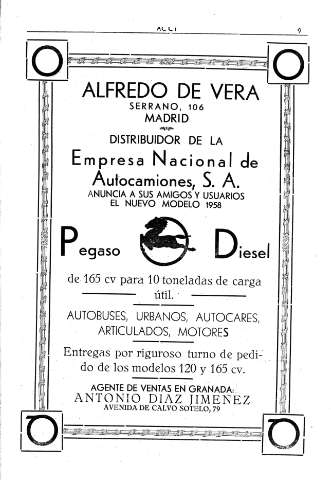 ACCI
9
ALFREDO DE VERA
SERRANO, 106
MADRID
DISTRIBUIDOR DE LA
Empresa Nacional de
Autocamiones, S. A.
ANUNCIA A SUS AMIGOS Y USUARIOS
EL NUEVO MODELO 1958
Pegaso Diesel
de 165 cv para 10 toneladas de carga
útil.
AUTOBUSES, URBANOS, AUTOCARES,
ARTICULADOS, MOTORES
Entregas por riguroso turno de pedi-
do de los modelos 120 y 165 cv.
AGENTE DE VENTAS EN GRANADA:
ANTONIO DIAZ JIMENEZ
AVENIDA DE CALVO SOTELO, 79